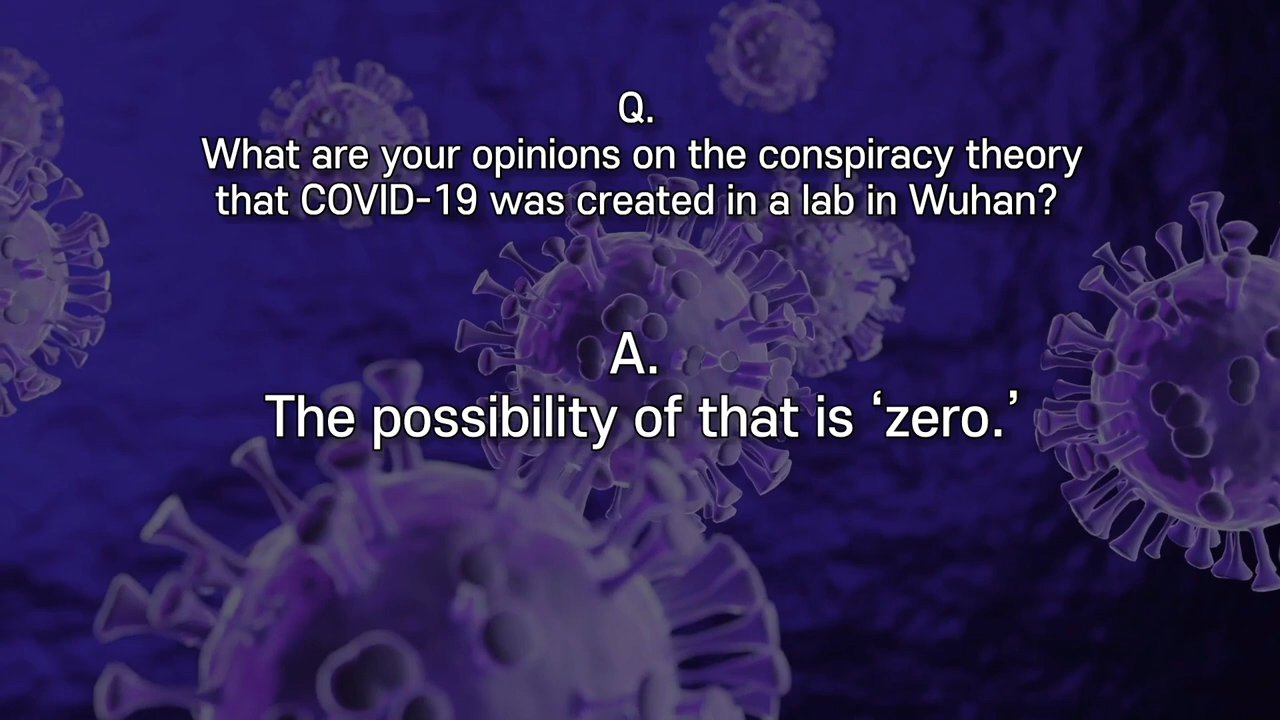 Q.
What are your opinions on the conspiracy theory
that COVID-19 was created in a lab in Wuhan?
A.
The possibility of that is ‘zero.’